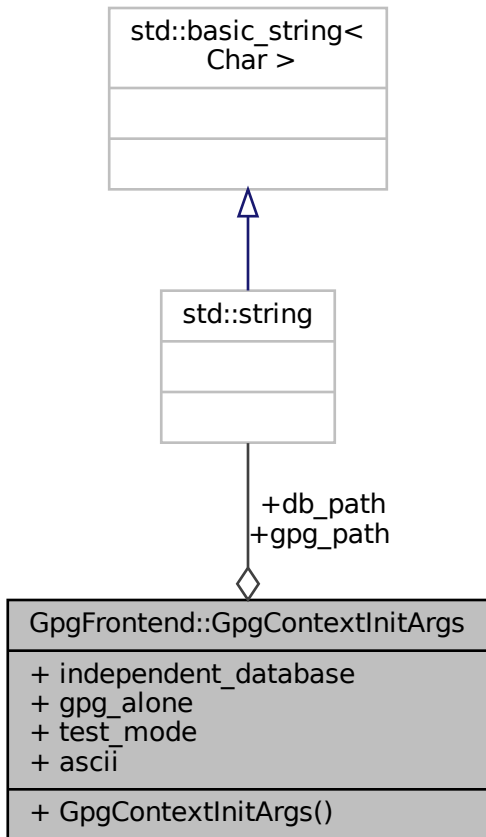 std::basic_string<
Char >
std::string
+db_path
+gpg_path
GpgFrontend::GpgContextInitArgs
+ independent_database
+ gpg_alone
+ test_mode
+ ascii
+ GpgContextInitArgs()